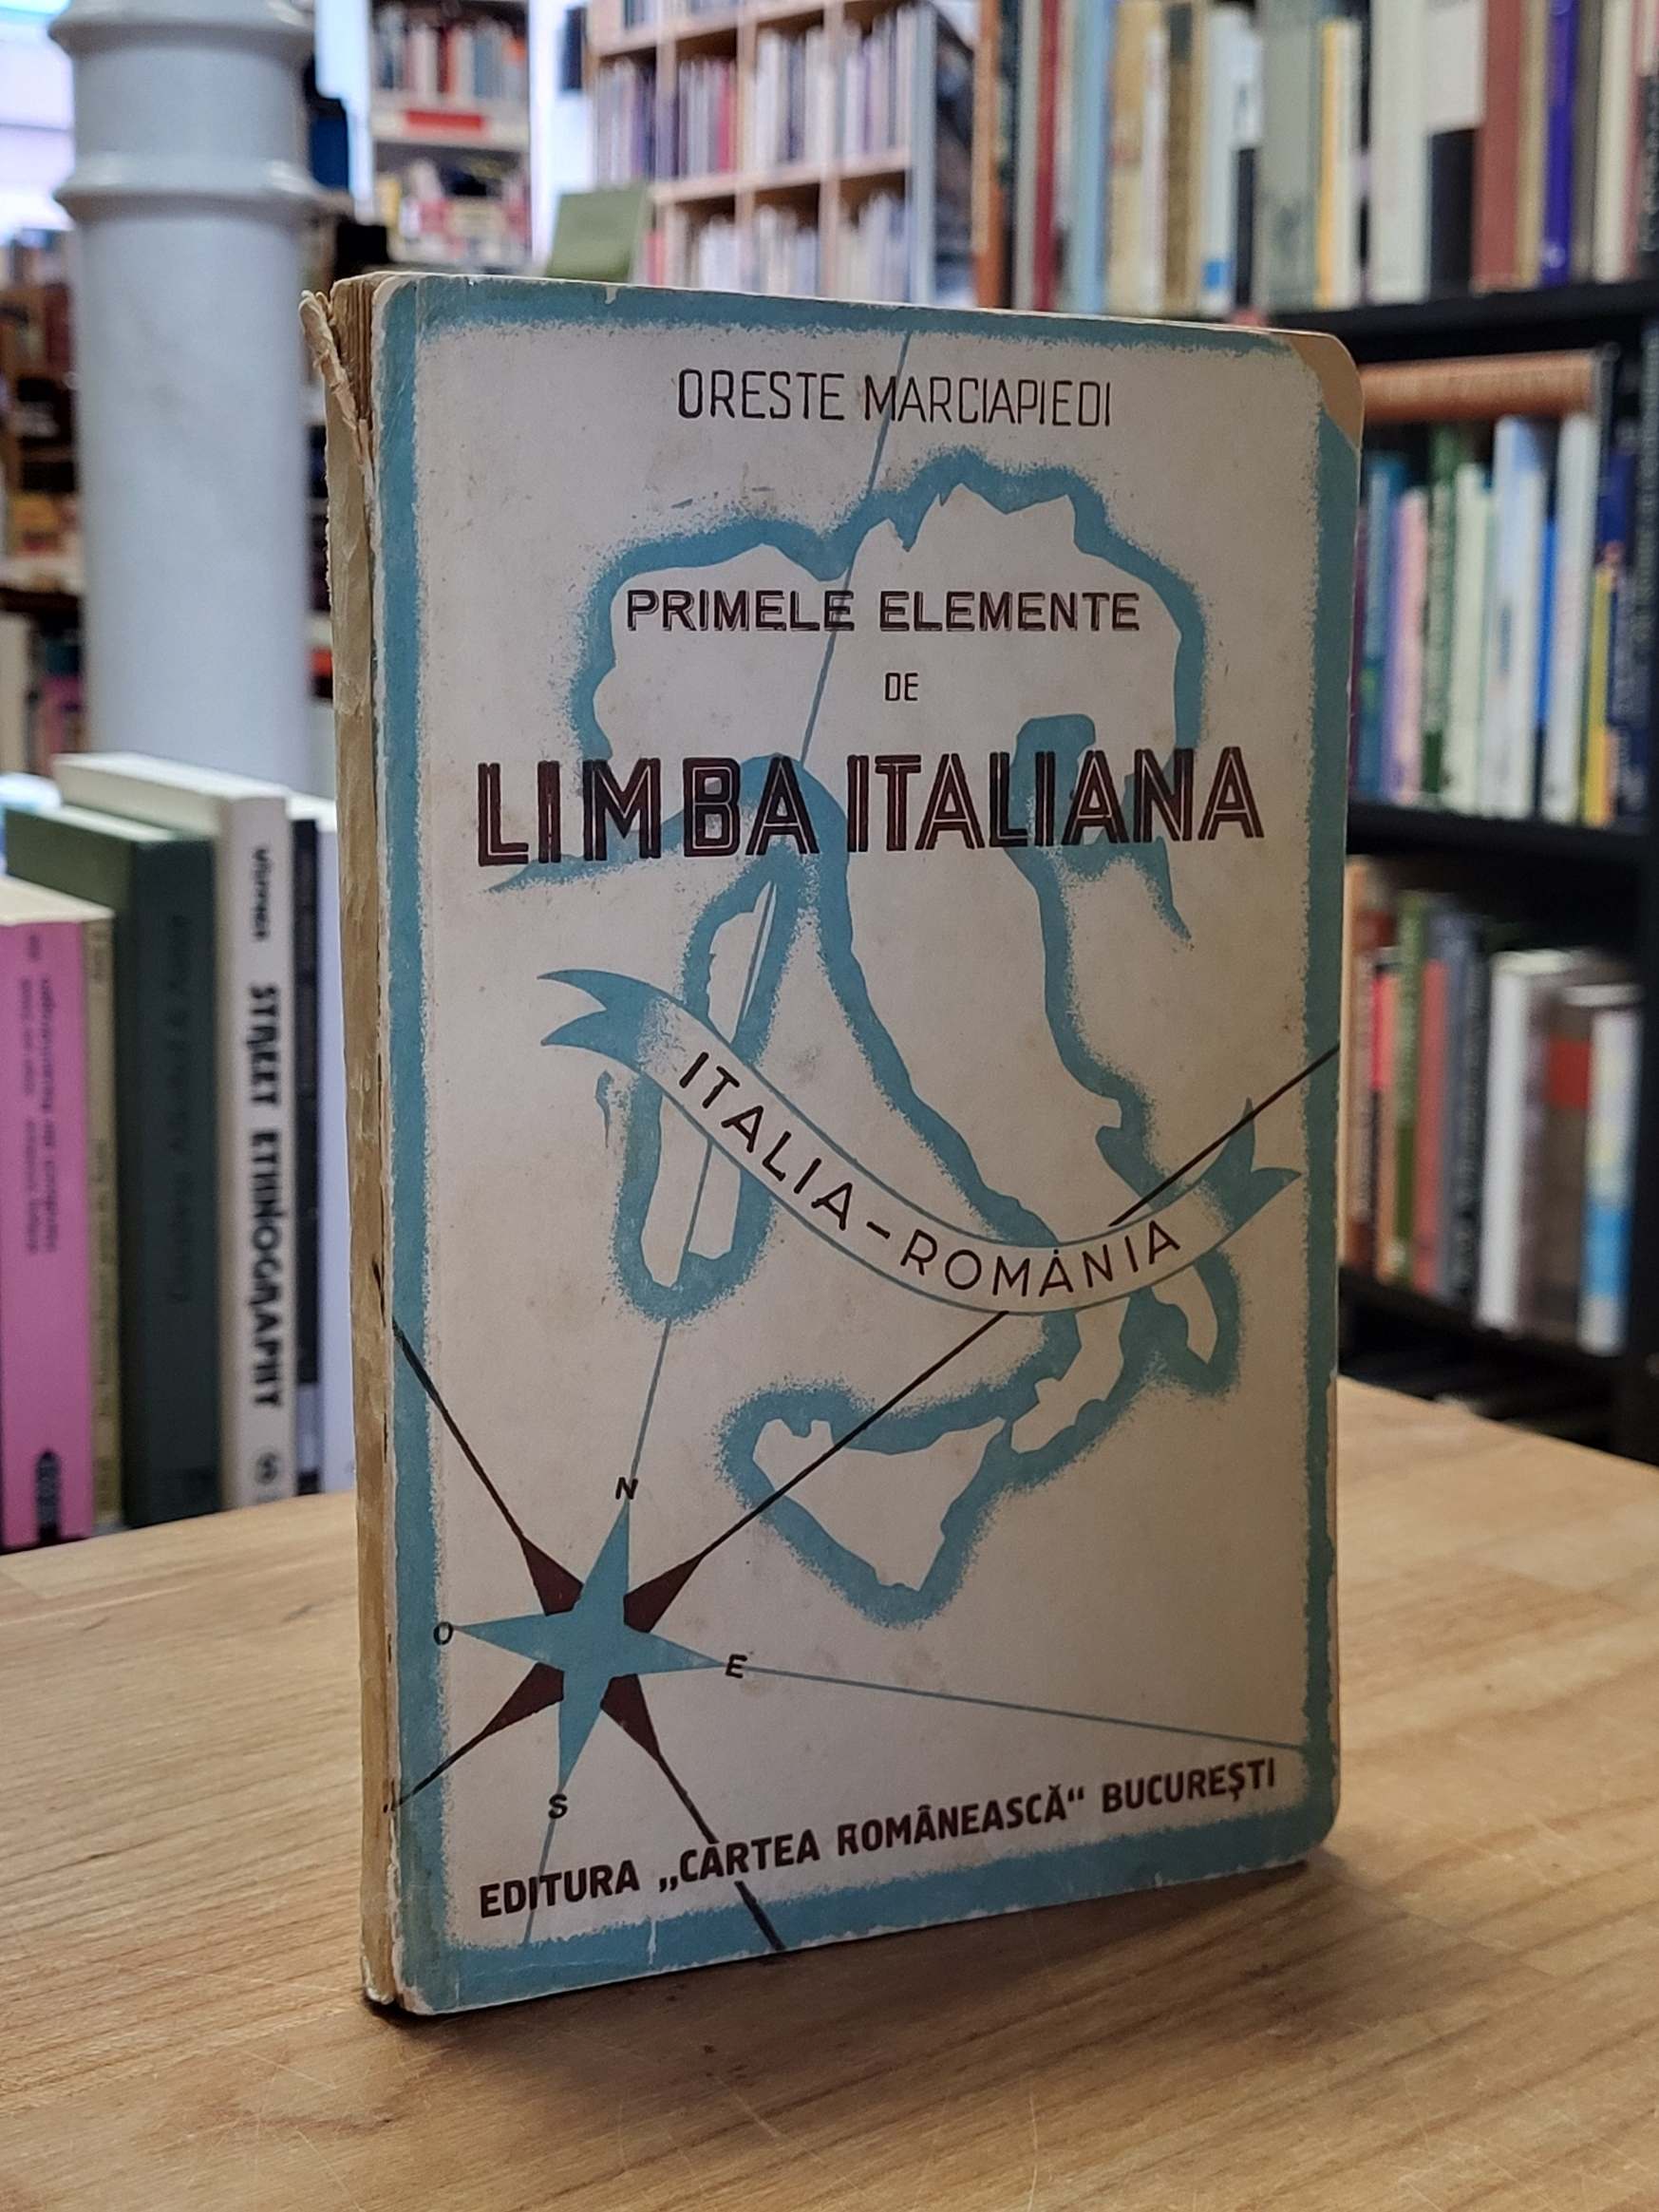 ORESTE MARCIAPIEDI
PRIMELE ELEMENTE
DE
LIMBA ITALIANA
ITALIA-ROMÂNIA
N
O
E
S
EDITURA „CARTEA ROMÂNEASCĂ“ BUCUREŞTI
STREET ETHNOGRAPHY